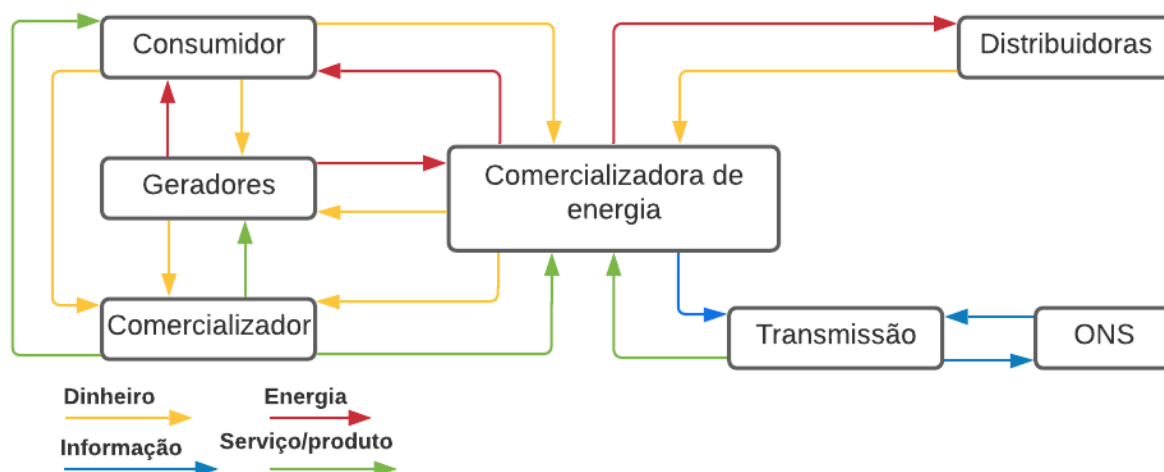 Consumidor
Distribuidoras
Geradores
Comercializadora de
energia
Comercializador
Transmissão
ONS
Dinheiro
Energia
Informação
Serviço/produto